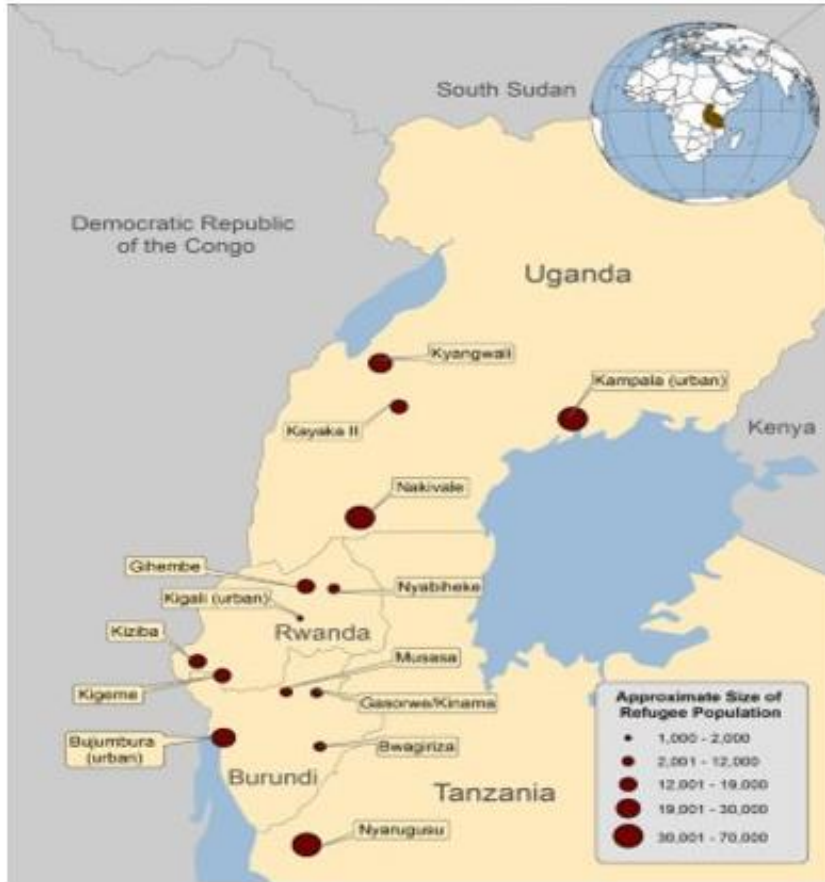 South Sudan
Democratic Republic
of the Congo
Uganda
Kyangwali
Kampala (urban)
Kayaka II
Kenya
Nakivale
Gihembe
Nyabiheke
Kigali (urban)
Rwanda
Kiziba
Musasa
Kigeme
Gasorwe/Kinama
Bujumbura
(urban)
Bwagiriza
Burundi
Tanzania
Nyarugusu
Approximate Size of
Refugee Population
1,000 - 2,000
2,001 - 12,000
12,001 - 19,000
19,001 - 30,000
30,001 - 70,000